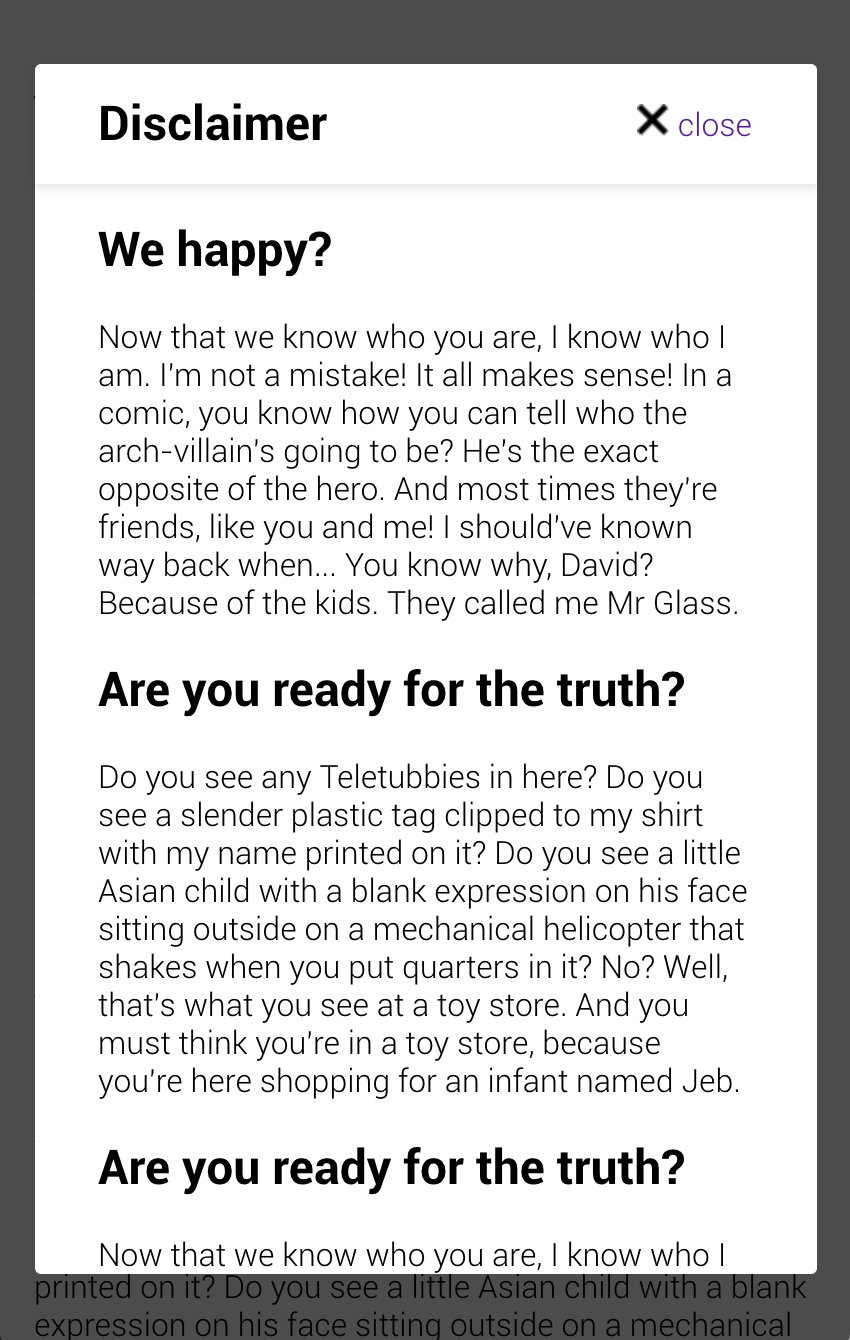 Disclaimer
close
We happy?
Now that we know who you are, I know who I
am. I'm not a mistake! It all makes sense! In a
comic, you know how you can tell who the
arch-villain's going to be? He's the exact
opposite of the hero. And most times they're
friends, like you and me! I should've known
way back when... You know why, David?
Because of the kids. They called me Mr Glass.
Are you ready for the truth?
Do you see any Teletubbies in here? Do you
see a slender plastic tag clipped to my shirt
with my name printed on it? Do you see a little
Asian child with a blank expression on his face
sitting outside on a mechanical helicopter that
shakes when you put quarters in it? No? Well,
that's what you see at a toy store. And you
must think you're in a toy store, because
you're here shopping for an infant named Jeb.
Are you ready for the truth?
Now that we know who you are, I know who I
printed on it? Do you see a little Asian child with a blank
expression on his face sitting outside on a mechanical